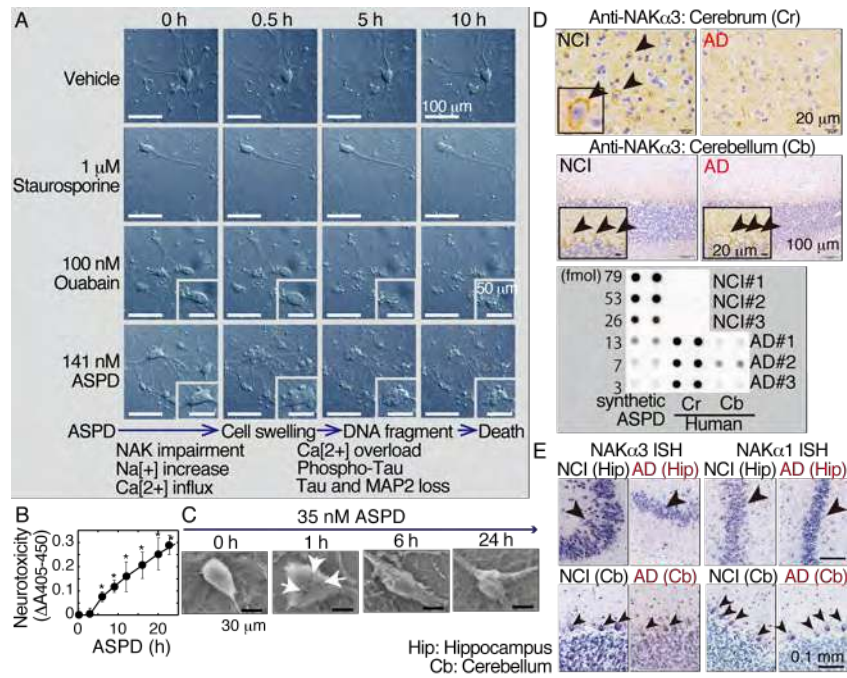 A
0 h 0.5 h 5 h 10 h
Vehicle
100 μm
1 μM
Staurosporine
100 nM
Ouabain
50 μm
141 nM
ASPD
ASPD Cell swelling DNA fragment Death
NAK impairment
Na[+] increase
Ca[2+] influx
Ca[2+] overload
Phospho-Tau
Tau and MAP2 loss
B
Neurotoxicity
(ΔA405-450)
0.3
0.2
0.1
0
0 10 20
ASPD (h)
C
35 nM ASPD
0 h 1 h 6 h 24 h
30 μm
Hip: Hippocampus
Cb: Cerebellum
D
Anti-NAKα3: Cerebrum (Cr)
NCI AD
20 μm
Anti-NAKα3: Cerebellum (Cb)
NCI AD
20 μm 100 μm
(fmol) 79 NCI#1
53 NCI#2
26 NCI#3
13 AD#1
7 AD#2
3 AD#3
synthetic
ASPD
Cr Cb
Human
E
NAKα3 ISH NAKα1 ISH
NCI (Hip) AD (Hip) NCI (Hip) AD (Hip)
NCI (Cb) AD (Cb) NCI (Cb) AD (Cb)
0.1 mm